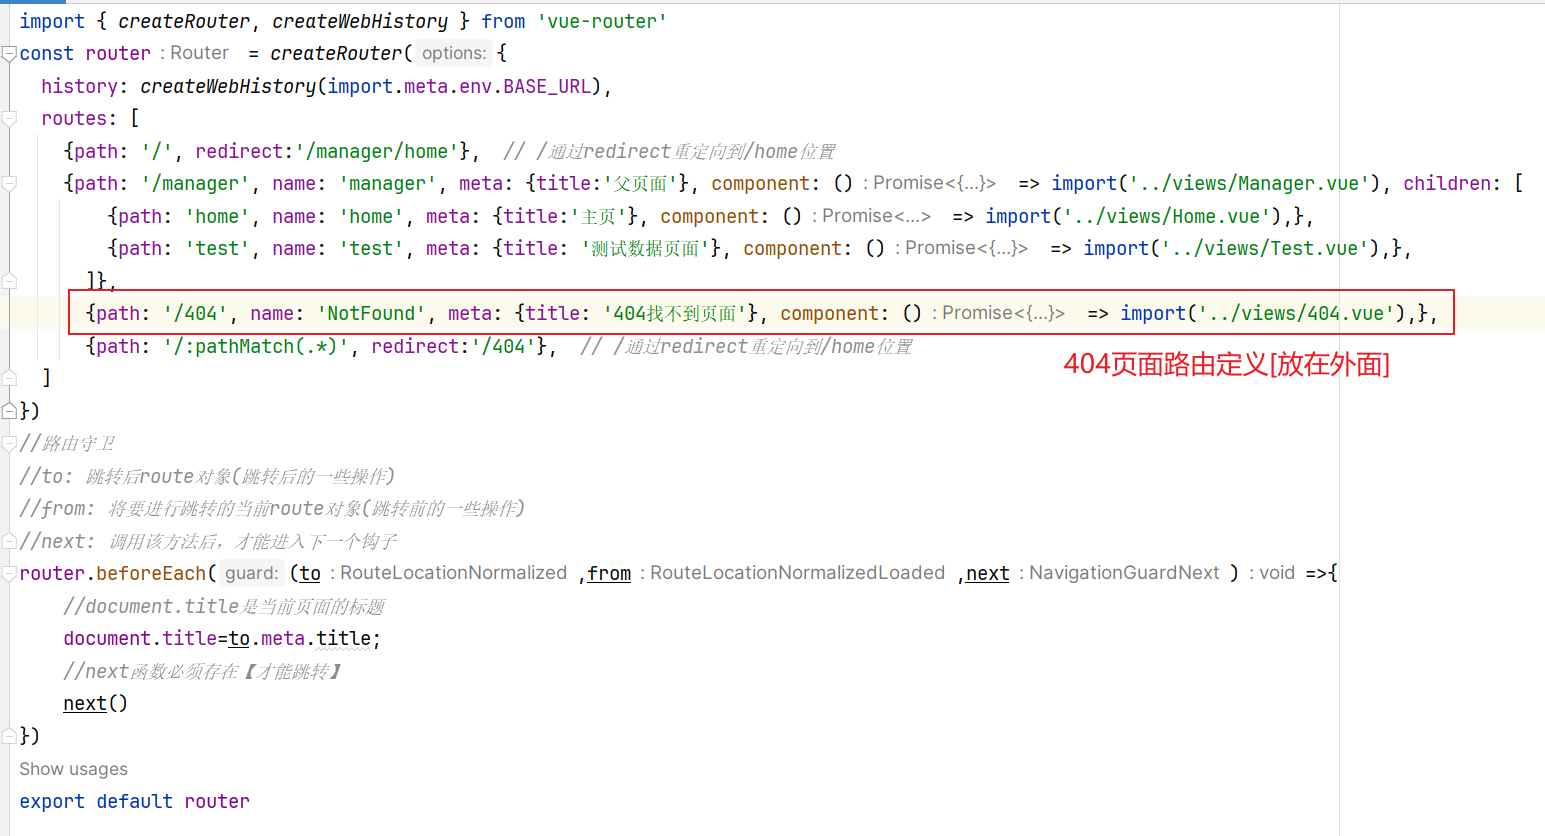 import { createRouter, createWebHistory } from 'vue-router'
const router : Router = createRouter( options: {
  history: createWebHistory(import.meta.env.BASE_URL),
  routes: [
    {path: '/', redirect:'/manager/home'},  // /通过redirect重定向到/home位置
    {path: '/manager', name: 'manager', meta: {title:'父页面'}, component: () : Promise<{...}> => import('../views/Manager.vue'), children: [
        {path: 'home', name: 'home', meta: {title:'主页'}, component: () : Promise<...> => import('../views/Home.vue'),},
        {path: 'test', name: 'test', meta: {title: '测试数据页面'}, component: () : Promise<{...}> => import('../views/Test.vue'),},
      ]},
      {path: '/404', name: 'NotFound', meta: {title: '404找不到页面'}, component: () : Promise<{...}> => import('../views/404.vue'),},
      {path: '/:pathMatch(.*)', redirect:'/404'},  // /通过redirect重定向到/home位置
404页面路由定义[放在外面]
  ]
})
//路由守卫
//to: 跳转后route对象(跳转后的一些操作)
//from: 将要进行跳转的当前route对象(跳转前的一些操作)
//next: 调用该方法后，才能进入下一个钩子
router.beforeEach( guard: (to : RouteLocationNormalized ,from : RouteLocationNormalizedLoaded ,next : NavigationGuardNext ) : void =>{
    //document.title是当前页面的标题
    document.title=to.meta.title;
    //next函数必须存在【才能跳转】
    next()
})
Show usages
export default router